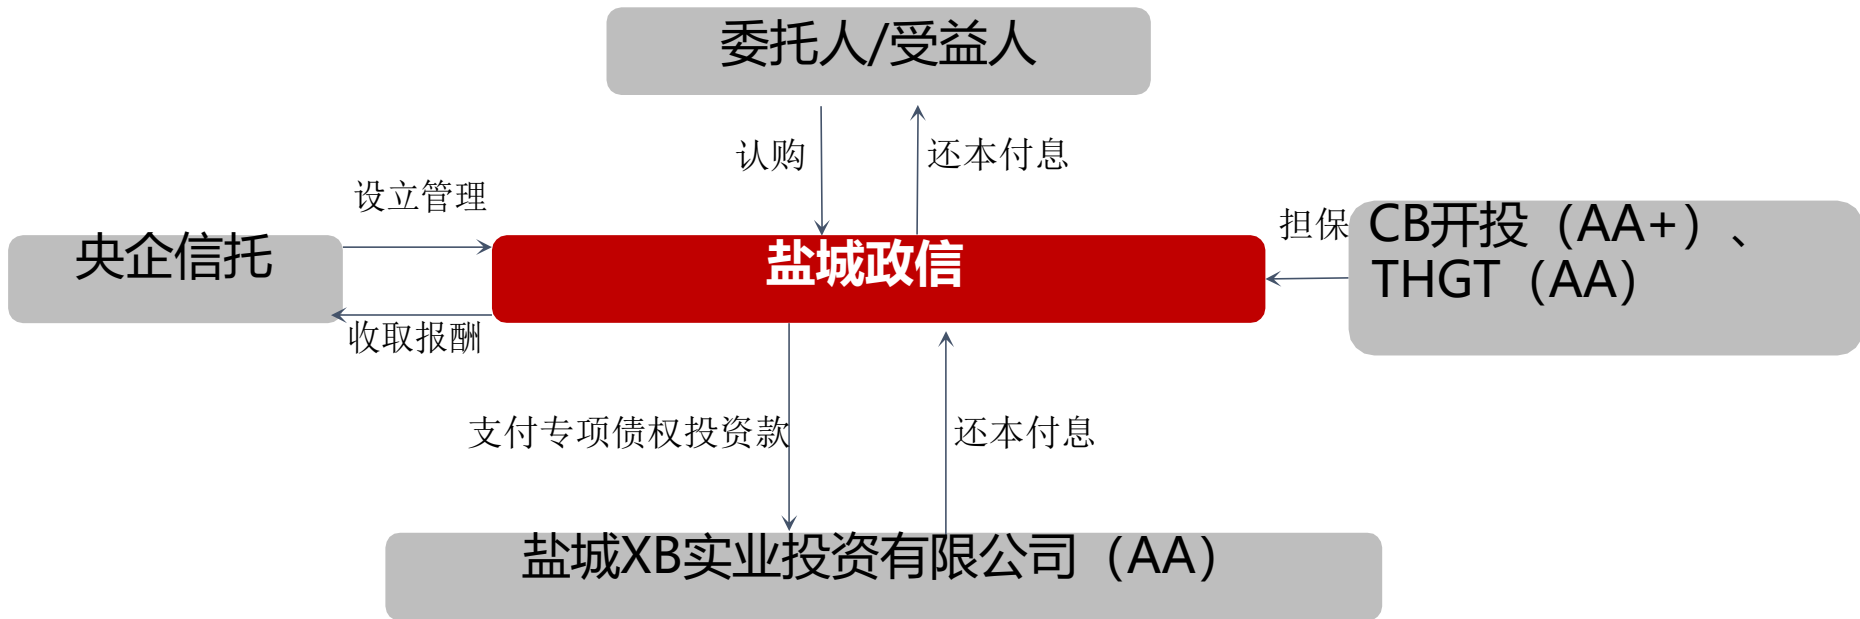 委托人/受益人
认购
还本付息
设立管理
央企信托
盐城政信
担保
CB开投（AA+）、
THGT（AA）
收取报酬
支付专项债权投资款
还本付息
盐城XB实业投资有限公司（AA）